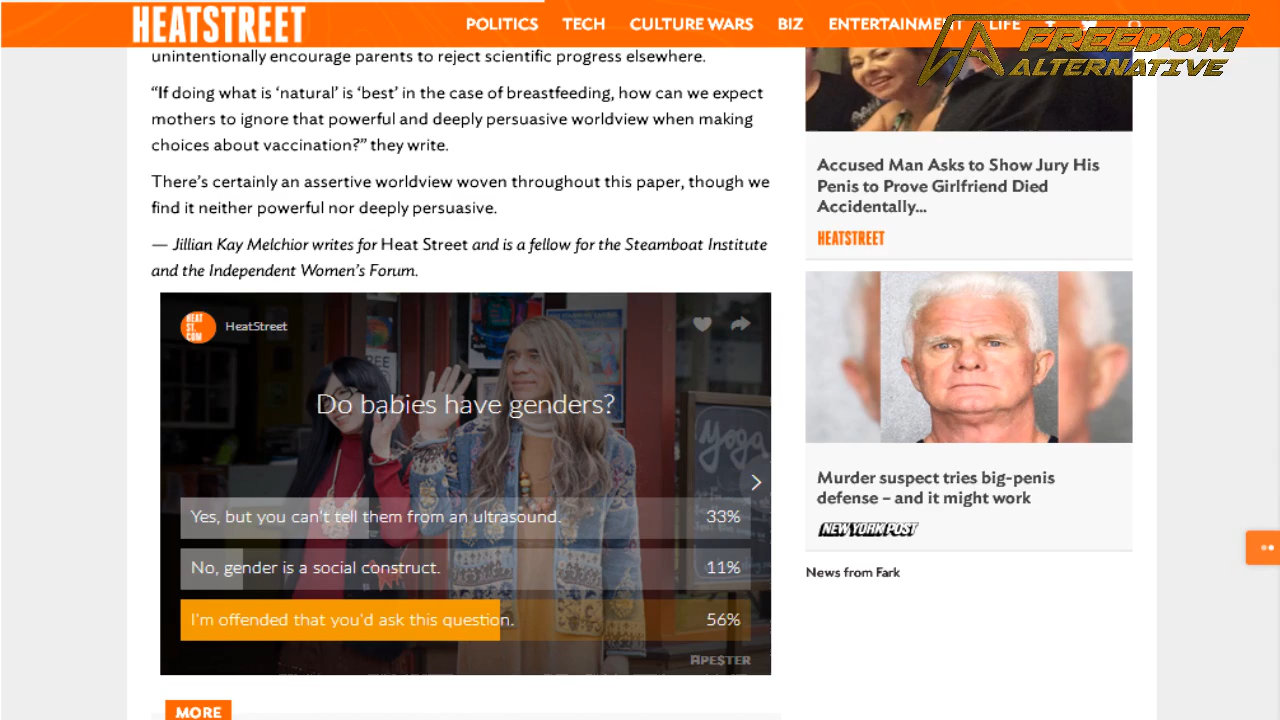 HEATSTREET
POLITICS TECH CULTURE WARS BIZ ENTERTAINMENT LIFE
FREEDOM
ALTERNATIVE
unintentionally encourage parents to reject scientific progress elsewhere.
“If doing what is ‘natural’ is ‘best’ in the case of breastfeeding, how can we expect
mothers to ignore that powerful and deeply persuasive worldview when making
choices about vaccination?” they write.
There’s certainly an assertive worldview woven throughout this paper, though we
find it neither powerful nor deeply persuasive.
— Jillian Kay Melchior writes for Heat Street and is a fellow for the Steamboat Institute
and the Independent Women’s Forum.
HEAT
ST.
COM
HeatStreet
FREE
Do babies have genders?
yoga
Yes, but you can't tell them from an ultrasound. 33%
No, gender is a social construct. 11%
I'm offended that you'd ask this question. 56%
APESTER
MORE
Accused Man Asks to Show Jury His
Penis to Prove Girlfriend Died
Accidentally...
HEATSTREET
Murder suspect tries big-penis
defense – and it might work
NEW YORK POST
News from Fark